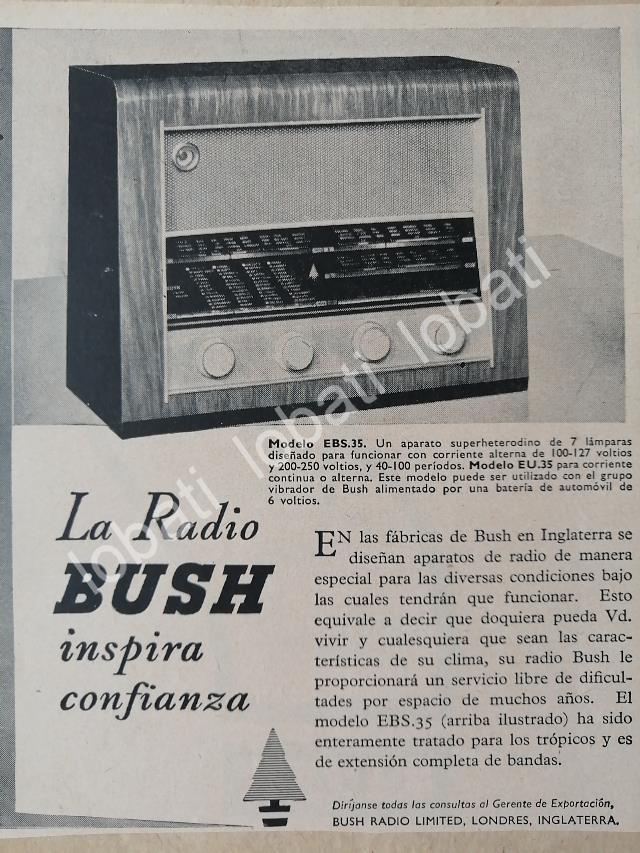 lobati lobati lobati lobati lobati
Modelo EBS.35. Un aparato superheterodino de 7 lámparas
diseñado para funcionar con corriente alterna de 100-127 voltios
y 200-250 voltios, y 40-100 períodos. Modelo EU.35 para corriente
continua o alterna. Este modelo puede ser utilizado con el grupo
vibrador de Bush alimentado por una batería de automóvil de
6 voltios.
La Radio
BUSH
inspira
confianza
EN las fábricas de Bush en Inglaterra se
diseñan aparatos de radio de manera
especial para las diversas condiciones bajo
las cuales tendrán que funcionar. Esto
equivale a decir que doquiera pueda Vd.
vivir y cualesquiera que sean las carac-
terísticas de su clima, su radio Bush le
proporcionará un servicio libre de dificul-
tades por espacio de muchos años. El
modelo EBS.35 (arriba ilustrado) ha sido
enteramente tratado para los trópicos y es
de extensión completa de bandas.
Diríjanse todas las consultas al Gerente de Exportación,
BUSH RADIO LIMITED, LONDRES, INGLATERRA.